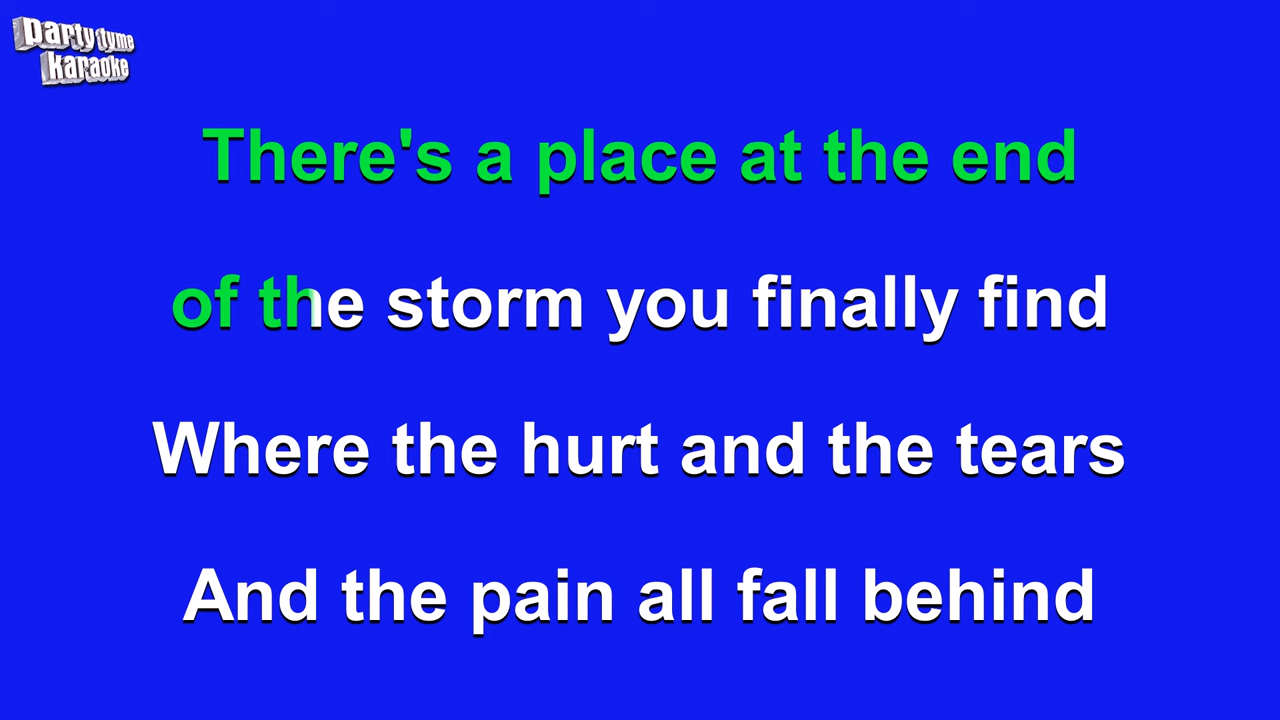 party tyme
karaoke
There's a place at the end
of the storm you finally find
Where the hurt and the tears
And the pain all fall behind